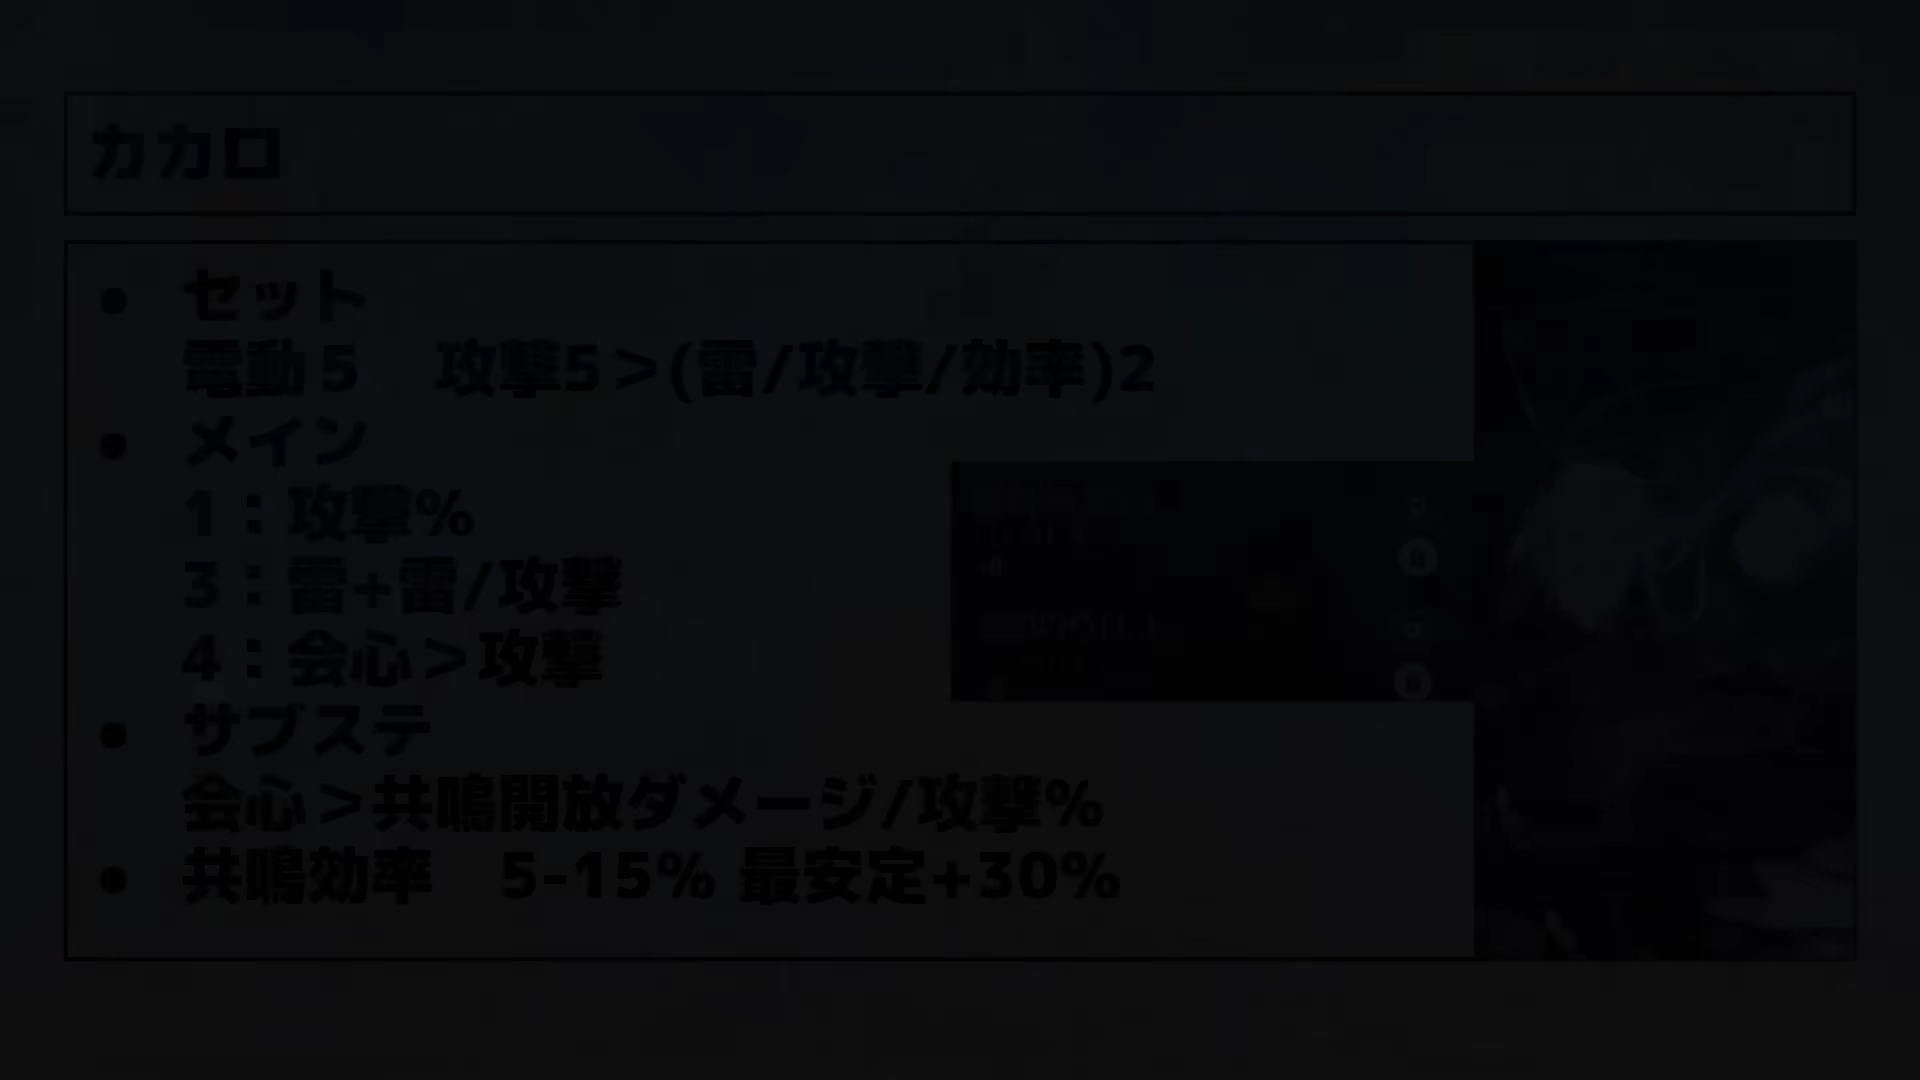 カカロ
● セット
電動5　攻撃5>(雷/攻撃/効率)2
● メイン
1：攻撃%
3：雷+雷/攻撃
4：会心>攻撃
● サブステ
会心>共鳴開放ダメージ/攻撃%
● 共鳴効率　5-15% 最安定+30%